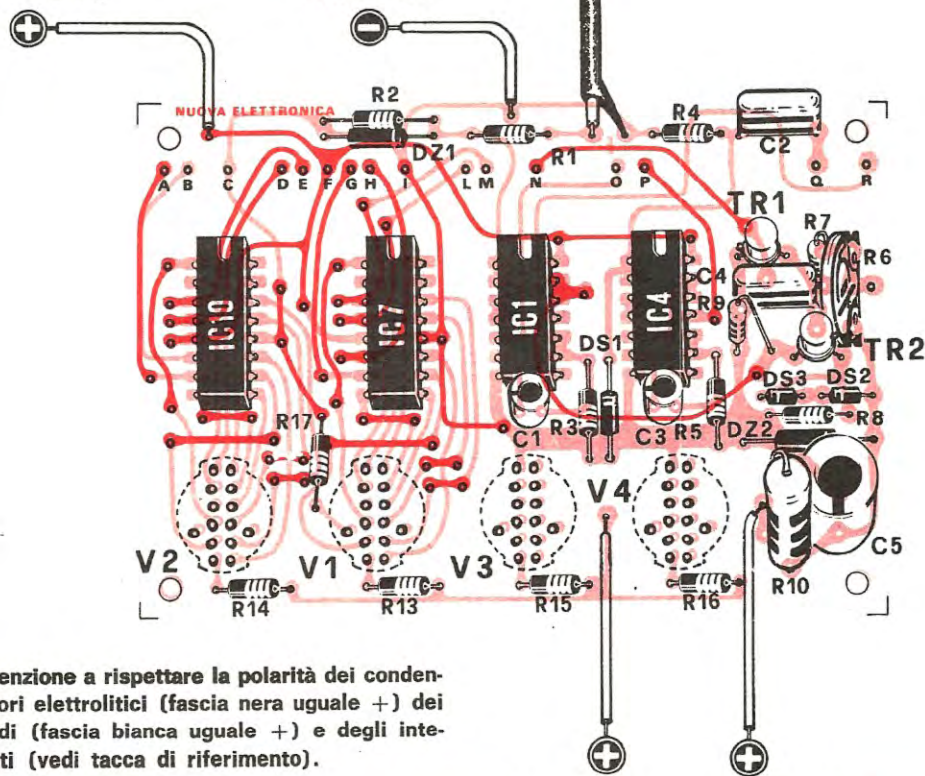 +
−
NUOVA ELETTRONICA
R2
DZ1
R1
R4
C2
A B C D E F G H I L M N O P Q R
TR1
R7
R6
IC10
IC7
IC1
IC4
C4
R9
TR2
DS1
DS3
DS2
R17
C1
R3
C3
R5
DZ2
R8
V4
C5
V2
V1
V3
R10
R14
R13
R15
R16
enzione a rispettare la polarità dei conden-
ori elettrolitici (fascia nera uguale +) dei
di (fascia bianca uguale +) e degli inte-
ti (vedi tacca di riferimento).
+
+